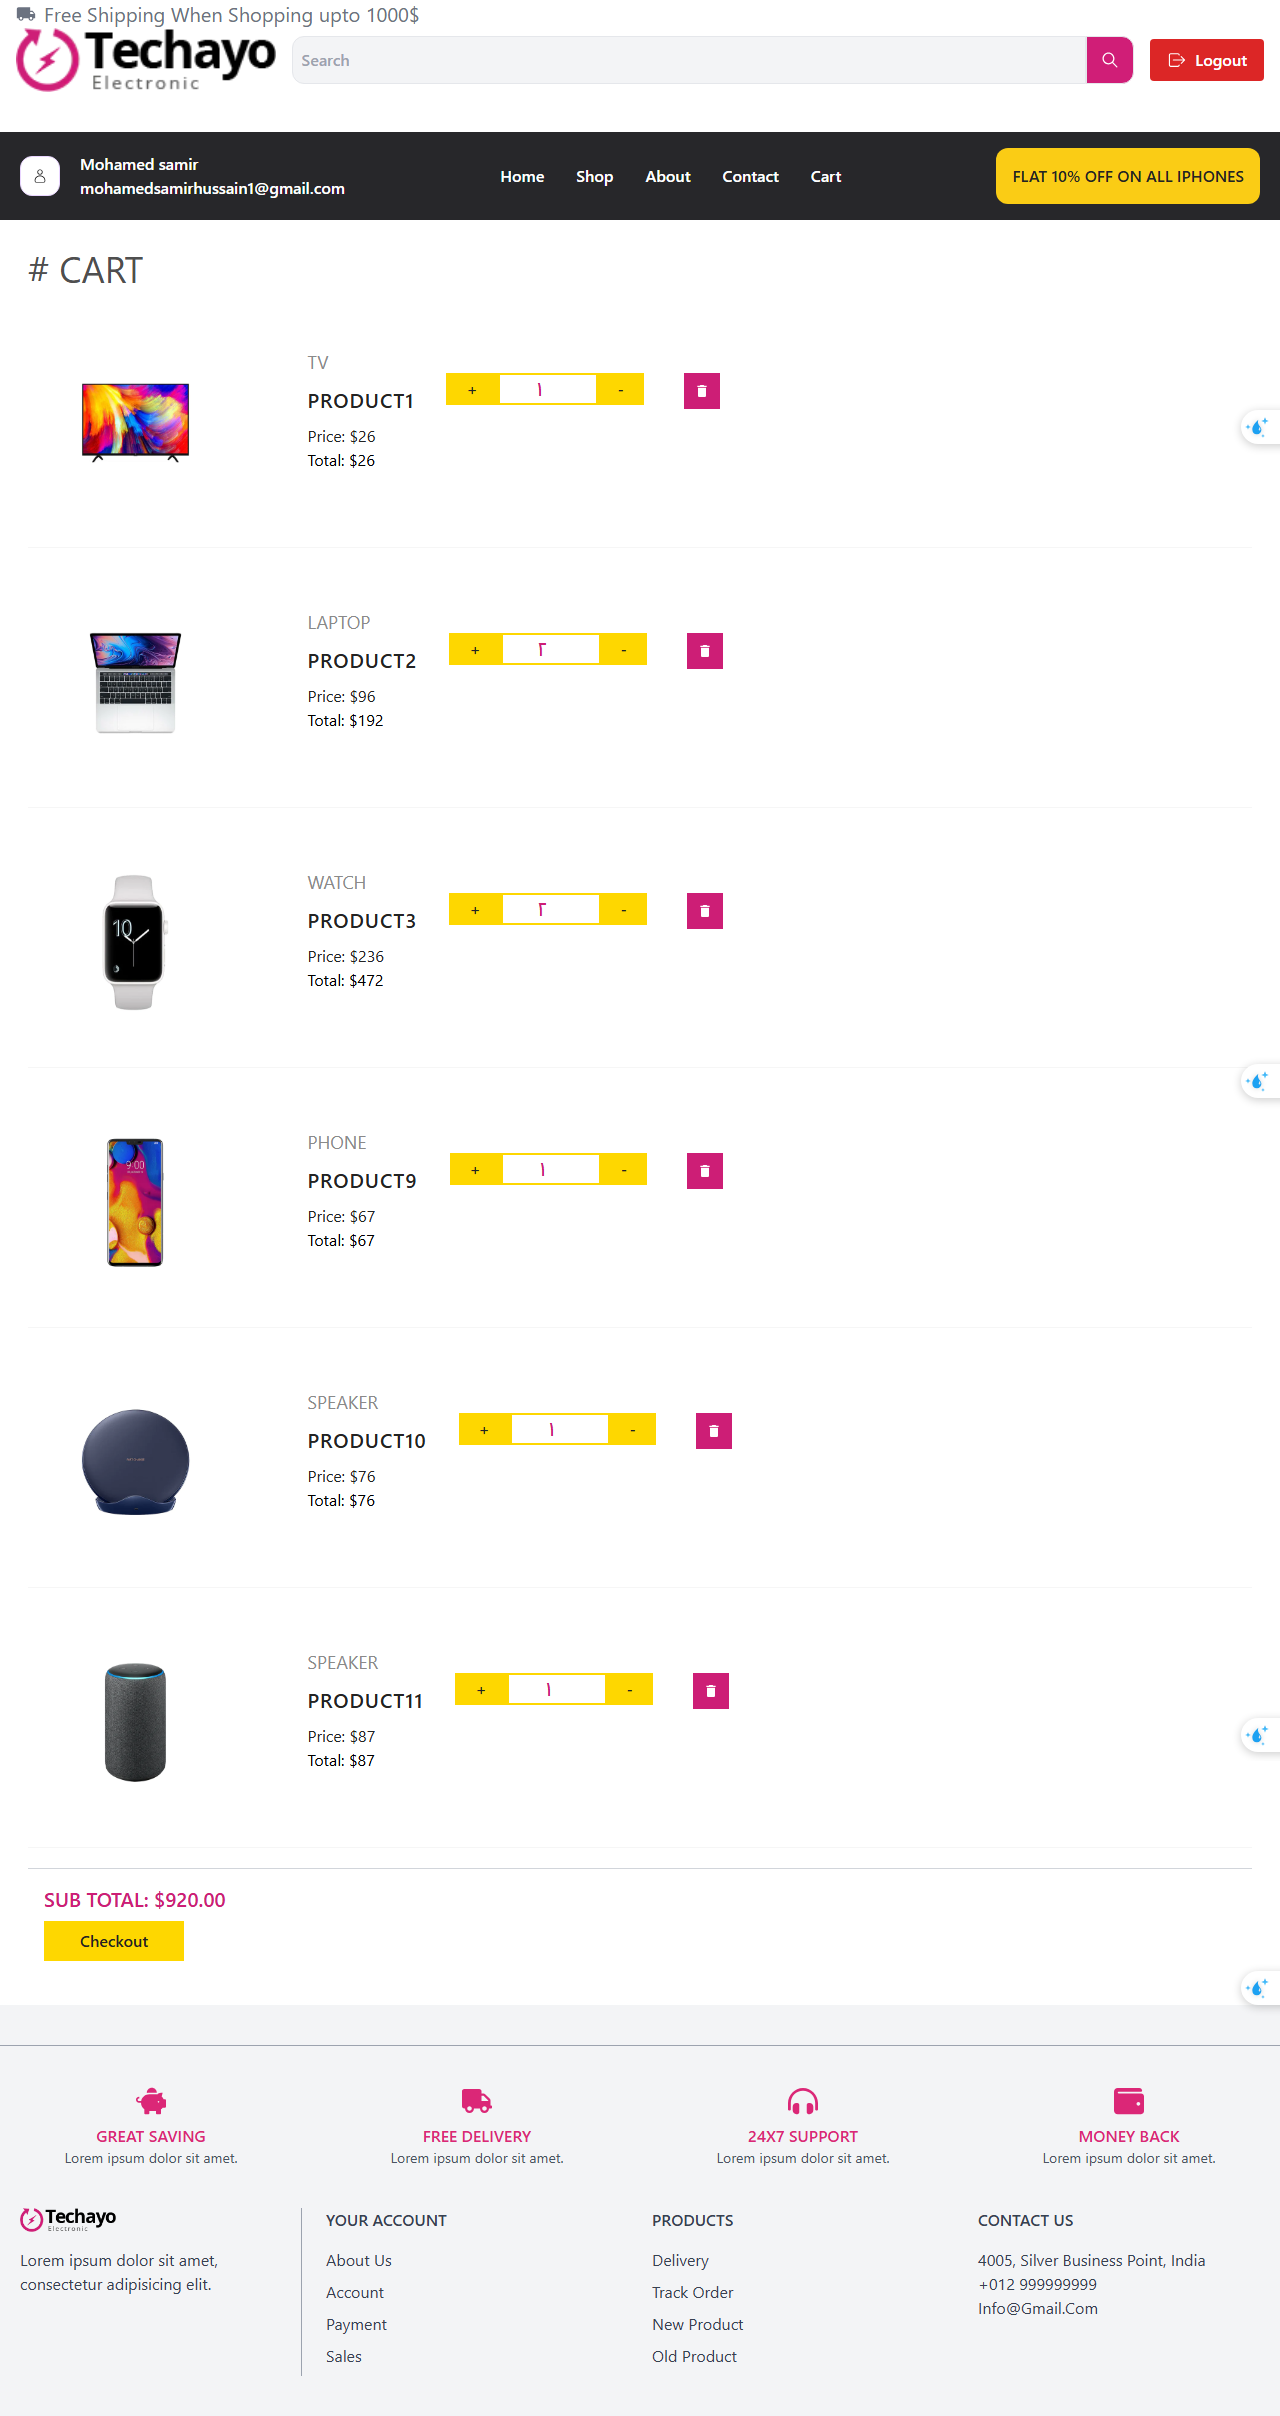 Free Shipping When Shopping upto 1000$
Techayo
Electronic
Search
Logout
Mohamed samir
mohamedsamirhussain1@gmail.com
Home Shop About Contact Cart
FLAT 10% OFF ON ALL IPHONES
# CART
TV
PRODUCT1
+ ١ -
Price: $26
Total: $26
LAPTOP
PRODUCT2
+ ٢ -
Price: $96
Total: $192
WATCH
PRODUCT3
+ ٢ -
Price: $236
Total: $472
10
PHONE
PRODUCT9
+ ١ -
Price: $67
Total: $67
9:00
SPEAKER
PRODUCT10
+ ١ -
Price: $76
Total: $76
SPEAKER
PRODUCT11
+ ١ -
Price: $87
Total: $87
SUB TOTAL: $920.00
Checkout
GREAT SAVING
Lorem ipsum dolor sit amet.
FREE DELIVERY
Lorem ipsum dolor sit amet.
24X7 SUPPORT
Lorem ipsum dolor sit amet.
MONEY BACK
Lorem ipsum dolor sit amet.
Techayo
Electronic
Lorem ipsum dolor sit amet,
consectetur adipisicing elit.
YOUR ACCOUNT
About Us
Account
Payment
Sales
PRODUCTS
Delivery
Track Order
New Product
Old Product
CONTACT US
4005, Silver Business Point, India
+012 999999999
Info@Gmail.Com